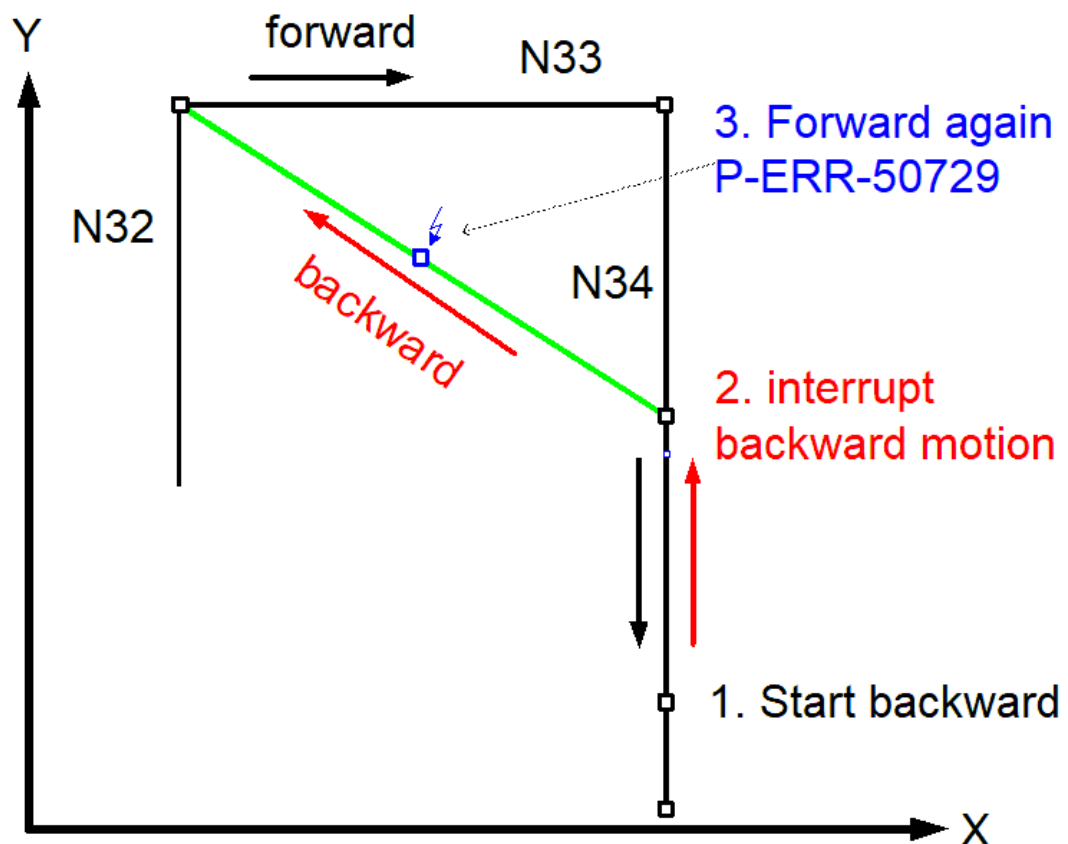 Y
forward
N33
3. Forward again
P-ERR-50729
N32
backward
N34
2. interrupt
backward motion
1. Start backward
X